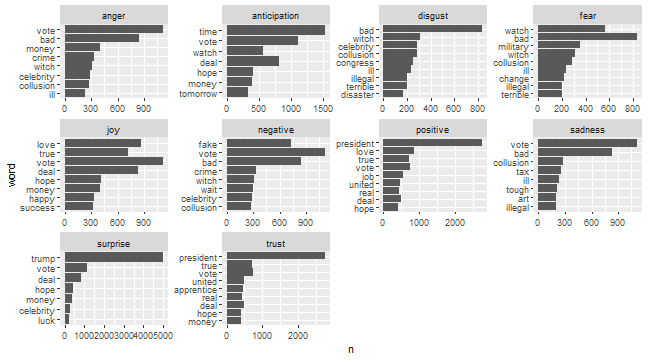 anger
vote
bad
money
crime
witch
celebrity
collusion
ill
0 300 600 900
anticipation
time
vote
watch
deal
hope
money
tomorrow
0 500 1000 1500
disgust
bad
witch
celebrity
collusion
congress
ill
illegal
terrible
disaster
0 200 400 600 800
fear
watch
bad
military
witch
collusion
ill
change
illegal
terrible
0 200 400 600 800
joy
love
true
vote
deal
hope
money
happy
success
0 300 600 900
negative
fake
vote
bad
crime
witch
wait
celebrity
collusion
0 300 600 900
positive
president
love
true
vote
job
united
real
deal
hope
0 1000 2000
sadness
vote
bad
collusion
tax
ill
tough
art
illegal
0 300 600 900
surprise
trump
vote
deal
hope
money
celebrity
luck
0 1000 2000 3000 4000 5000
trust
president
true
vote
united
apprentice
real
deal
hope
money
0 1000 2000
word
n